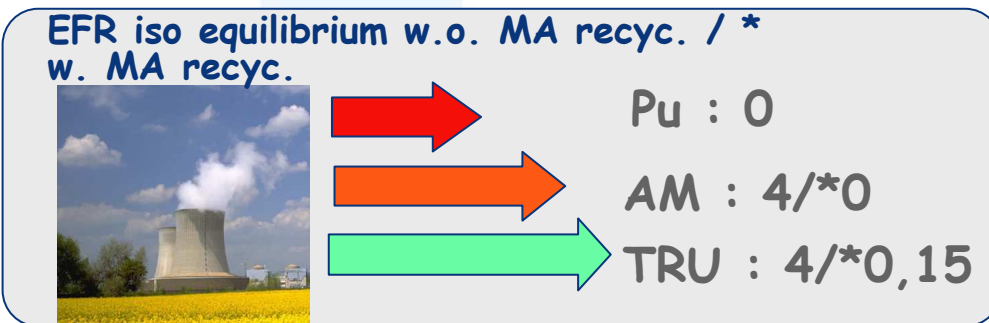 EFR iso equilibrium w.o. MA recyc. / *
w. MA recyc.
Pu : 0
AM : 4/*0
TRU : 4/*0,15